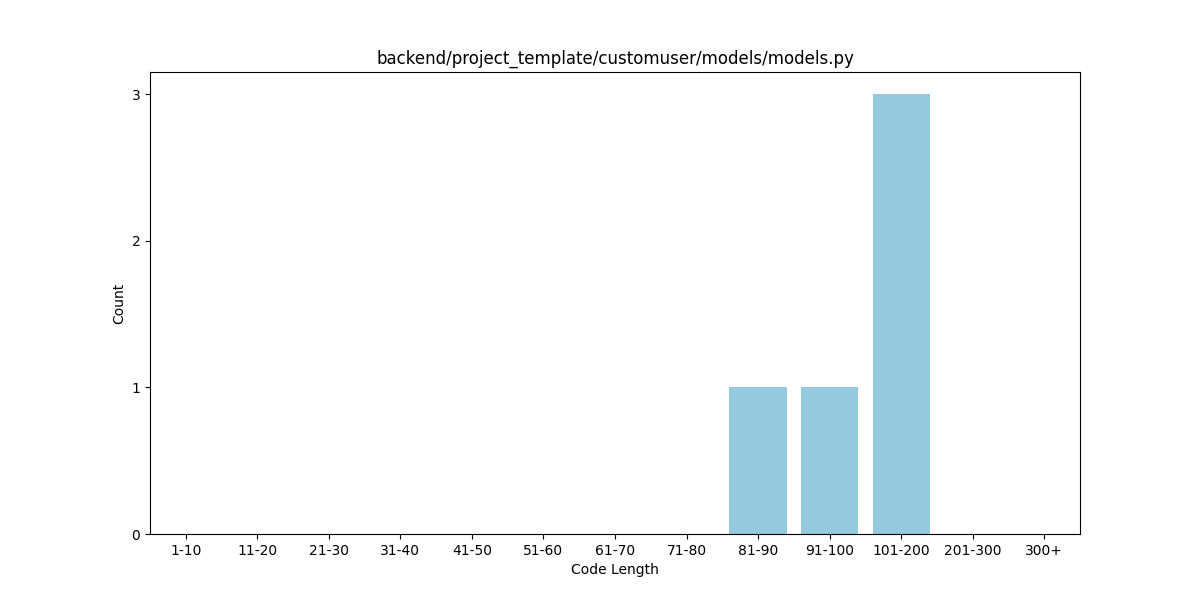 backend/project_template/customuser/models/models.py
3
2
1
0
Count
1-10 11-20 21-30 31-40 41-50 51-60 61-70 71-80 81-90 91-100 101-200 201-300 300+
Code Length